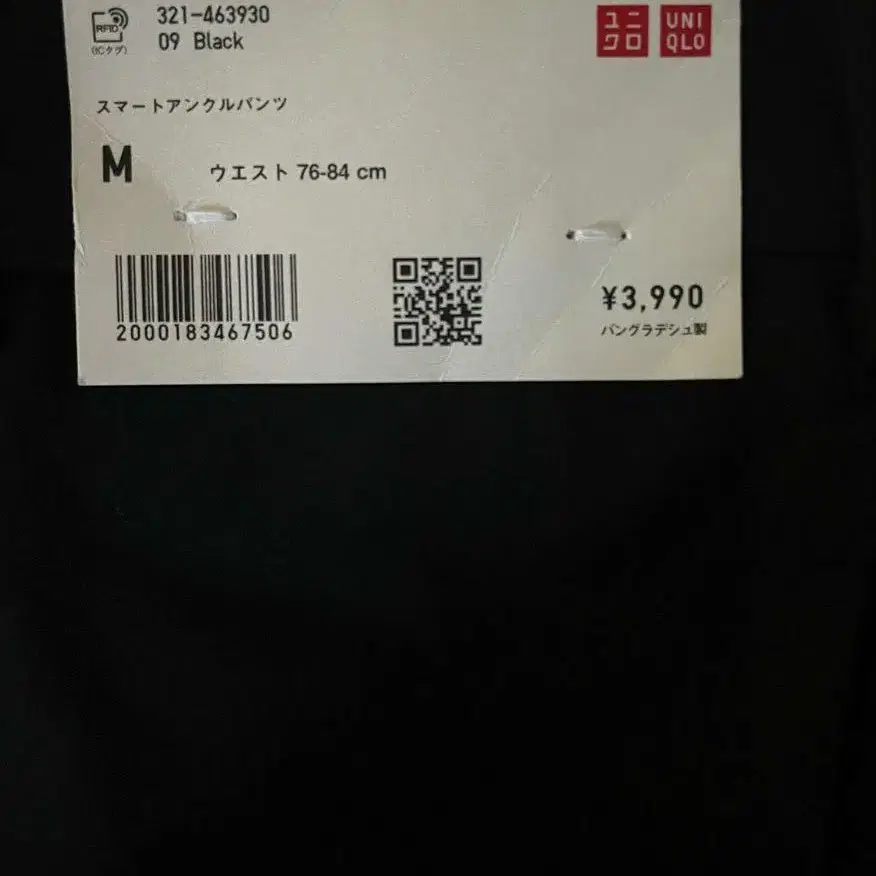 RFID
(ICタグ)
321-463930
09 Black
ユニ
クロ
UNI
QLO
スマートアンクルパンツ
M
ウエスト 76-84 cm
2000183467506
¥3,990
バングラデシュ製